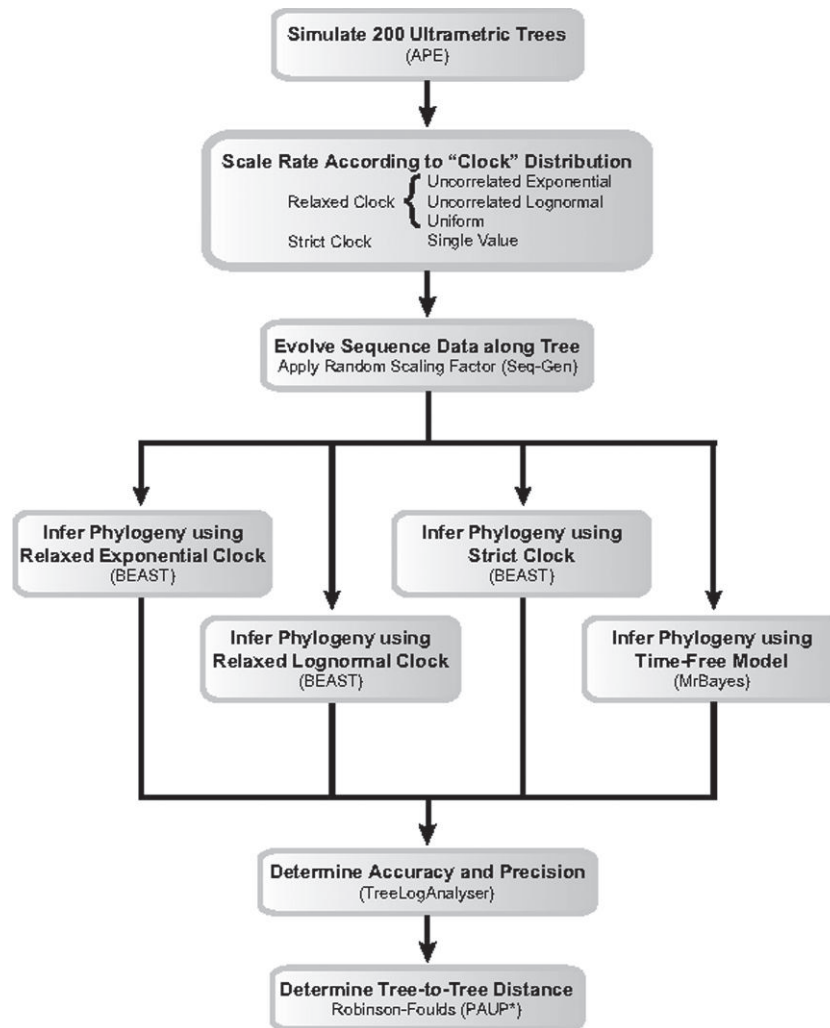 Simulate 200 Ultrametric Trees
(APE)
Scale Rate According to “Clock” Distribution
Relaxed Clock { Uncorrelated Exponential
Uncorrelated Lognormal
Uniform
Strict Clock Single Value
Evolve Sequence Data along Tree
Apply Random Scaling Factor (Seq-Gen)
Infer Phylogeny using
Relaxed Exponential Clock
(BEAST)
Infer Phylogeny using
Relaxed Lognormal Clock
(BEAST)
Infer Phylogeny using
Strict Clock
(BEAST)
Infer Phylogeny using
Time-Free Model
(MrBayes)
Determine Accuracy and Precision
(TreeLogAnalyser)
Determine Tree-to-Tree Distance
Robinson-Foulds (PAUP*)